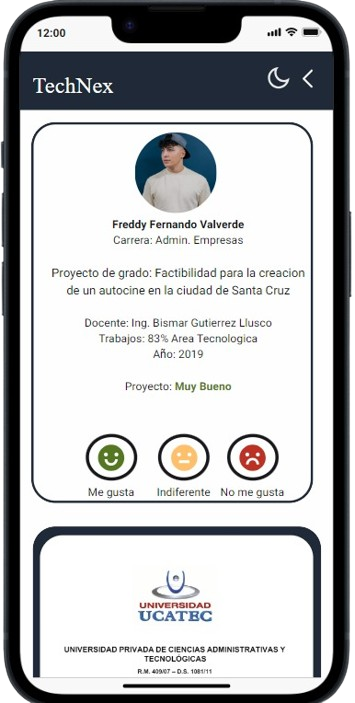 12:00
TechNex
Freddy Fernando Valverde
Carrera: Admin. Empresas
Proyecto de grado: Factibilidad para la creacion
de un autocine en la ciudad de Santa Cruz
Docente: Ing. Bismar Gutierrez Llusco
Trabajos: 83% Area Tecnologica
Año: 2019
Proyecto: Muy Bueno
Me gusta Indiferente No me gusta
UNIVERSIDAD
UCATEC
UNIVERSIDAD PRIVADA DE CIENCIAS ADMINISTRATIVAS Y
TECNOLÓGICAS
R.M. 409/07 – D.S. 1081/11